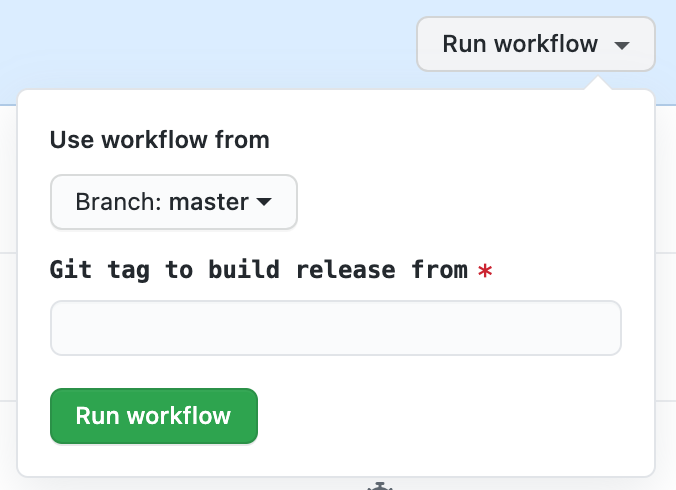 Run workflow
Use workflow from
Branch: master
Git tag to build release from *
Run workflow